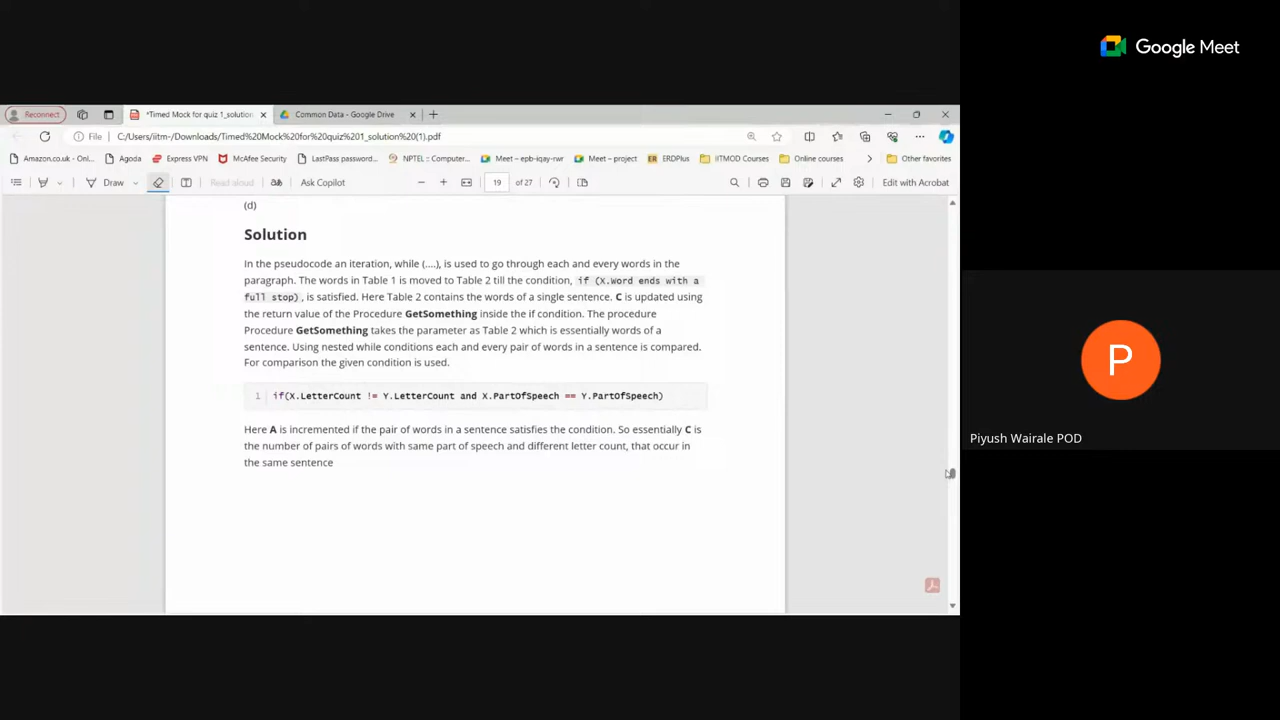 Google Meet
Reconnect
*Timed Mock for quiz 1_solution
Common Data - Google Drive
File
C:/Users/iitm-/Downloads/Timed%20Mock%20for%20quiz%201_solution%20(1).pdf
Amazon.co.uk - Onl...
Agoda
Express VPN
McAfee Security
LastPass password...
NPTEL :: Computer...
Meet – epb-iqay-rwr
Meet – project
ERDPlus
IITMOD Courses
Online courses
Other favorites
Draw
Read aloud
Ask Copilot
19 of 27
Edit with Acrobat
(d)
Solution
In the pseudocode an iteration, while (....), is used to go through each and every words in the
paragraph. The words in Table 1 is moved to Table 2 till the condition, if (X.Word ends with a
full stop), is satisfied. Here Table 2 contains the words of a single sentence. C is updated using
the return value of the Procedure GetSomething inside the if condition. The procedure
Procedure GetSomething takes the parameter as Table 2 which is essentially words of a
sentence. Using nested while conditions each and every pair of words in a sentence is compared.
For comparison the given condition is used.
1 if(X.LetterCount != Y.LetterCount and X.PartOfSpeech == Y.PartOfSpeech)
Here A is incremented if the pair of words in a sentence satisfies the condition. So essentially C is
the number of pairs of words with same part of speech and different letter count, that occur in
the same sentence
P
Piyush Wairale POD